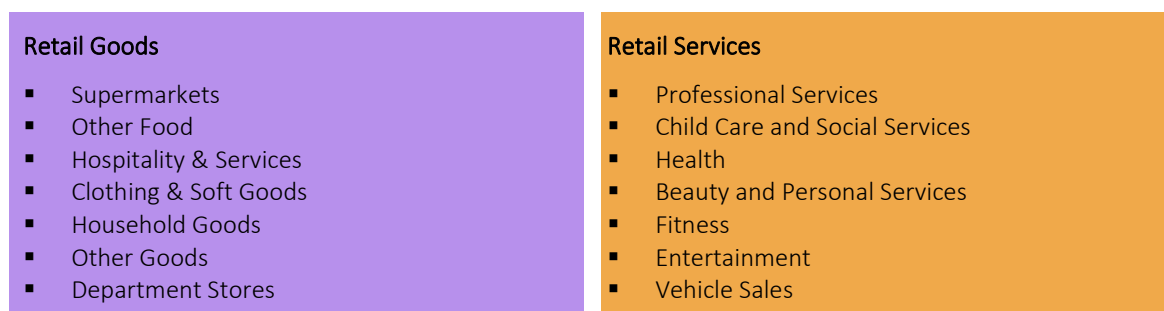 Retail Goods
▪ Supermarkets
▪ Other Food
▪ Hospitality & Services
▪ Clothing & Soft Goods
▪ Household Goods
▪ Other Goods
▪ Department Stores
Retail Services
▪ Professional Services
▪ Child Care and Social Services
▪ Health
▪ Beauty and Personal Services
▪ Fitness
▪ Entertainment
▪ Vehicle Sales